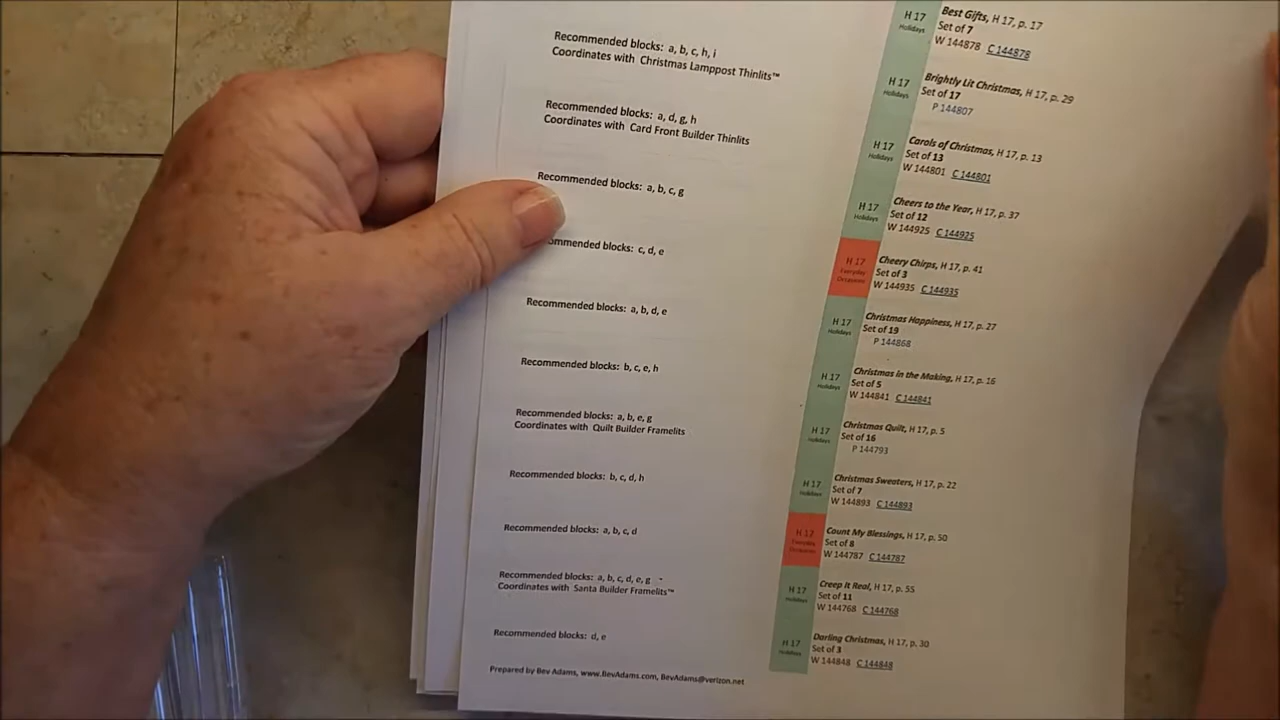 Recommended blocks: a, b, c, h, i
Coordinates with Christmas Lamppost Thinlits™
Recommended blocks: a, d, g, h
Coordinates with Card Front Builder Thinlits
Recommended blocks: a, b, c, g
ommended blocks: c, d, e
Recommended blocks: a, b, d, e
Recommended blocks: b, c, e, h
Recommended blocks: a, b, e, g
Coordinates with Quilt Builder Framelits
Recommended blocks: b, c, d, h
Recommended blocks: a, b, c, d
Recommended blocks: a, b, c, d, e, g
Coordinates with Santa Builder Framelits™
Recommended blocks: d, e
Prepared by Bev Adams, www.BevAdams.com, BevAdams@verizon.net
H 17
Holidays
Best Gifts, H 17, p. 17
Set of 7
W 144878 C 144878
H 17
Holidays
Brightly Lit Christmas, H 17, p. 29
Set of 17
P 144807
H 17
Holidays
Carols of Christmas, H 17, p. 13
Set of 13
W 144801 C 144801
H 17
Holidays
Cheers to the Year, H 17, p. 37
Set of 12
W 144925 C 144925
H 17
Everyday
Occasions
Cheery Chirps, H 17, p. 41
Set of 3
W 144935 C 144935
H 17
Holidays
Christmas Happiness, H 17, p. 27
Set of 19
P 144868
H 17
Holidays
Christmas in the Making, H 17, p. 16
Set of 5
W 144841 C 144841
H 17
Holidays
Christmas Quilt, H 17, p. 5
Set of 16
P 144793
H 17
Holidays
Christmas Sweaters, H 17, p. 22
Set of 7
W 144893 C 144893
H 17
Everyday
Occasions
Count My Blessings, H 17, p. 50
Set of 8
W 144787 C 144787
H 17
Holidays
Creep It Real, H 17, p. 55
Set of 11
W 144768 C 144768
H 17
Holidays
Darling Christmas, H 17, p. 30
Set of 3
W 144848 C 144848